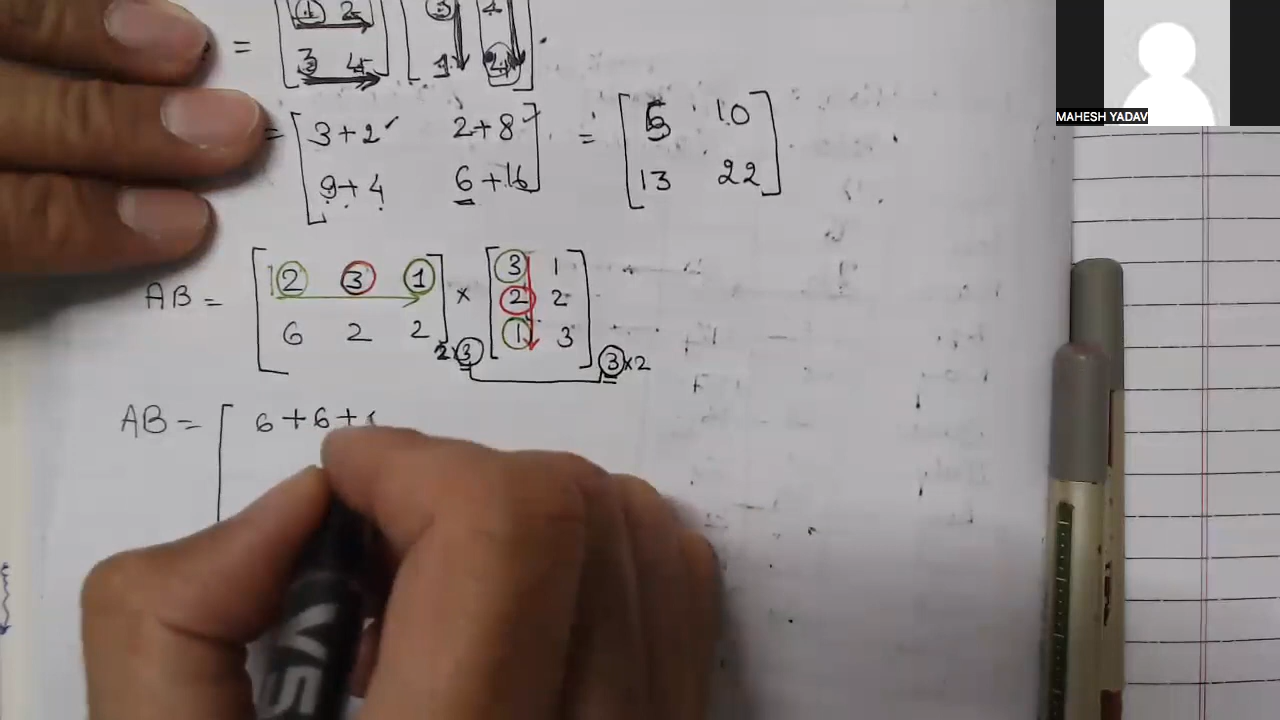 MAHESH YADAV
= [ 1 2 ] [ 3 2 ]
[ 3 4 ] [ 1 4 ]
= [ 3+2 2+8 ] = [ 5 10 ]
[ 9+4 6+16 ] [ 13 22 ]
AB = [ 2 3 1 ] × [ 3 1 ]
[ 2 2 ]
[ 6 2 2 ] [ 1 3 ]
2×3 3×2
AB = [ 6+6+
VS